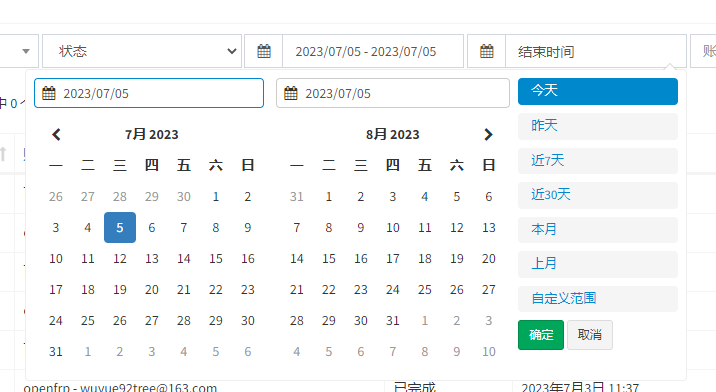 状态 2023/07/05 - 2023/07/05 结束时间 账
2023/07/05 2023/07/05 今天
中 0 个
7月 2023 8月 2023 昨天
一 二 三 四 五 六 日 一 二 三 四 五 六 日 近7天
26 27 28 29 30 1 2 31 1 2 3 4 5 6 近30天
3 4 5 6 7 8 9 7 8 9 10 11 12 13 本月
10 11 12 13 14 15 16 14 15 16 17 18 19 20 上月
17 18 19 20 21 22 23 21 22 23 24 25 26 27 自定义范围
24 25 26 27 28 29 30 28 29 30 31 1 2 3 确定 取消
31 1 2 3 4 5 6 4 5 6 7 8 9 10
openfrp - wuyue92tree@163.com 已完成 2023年7月3日 11:37